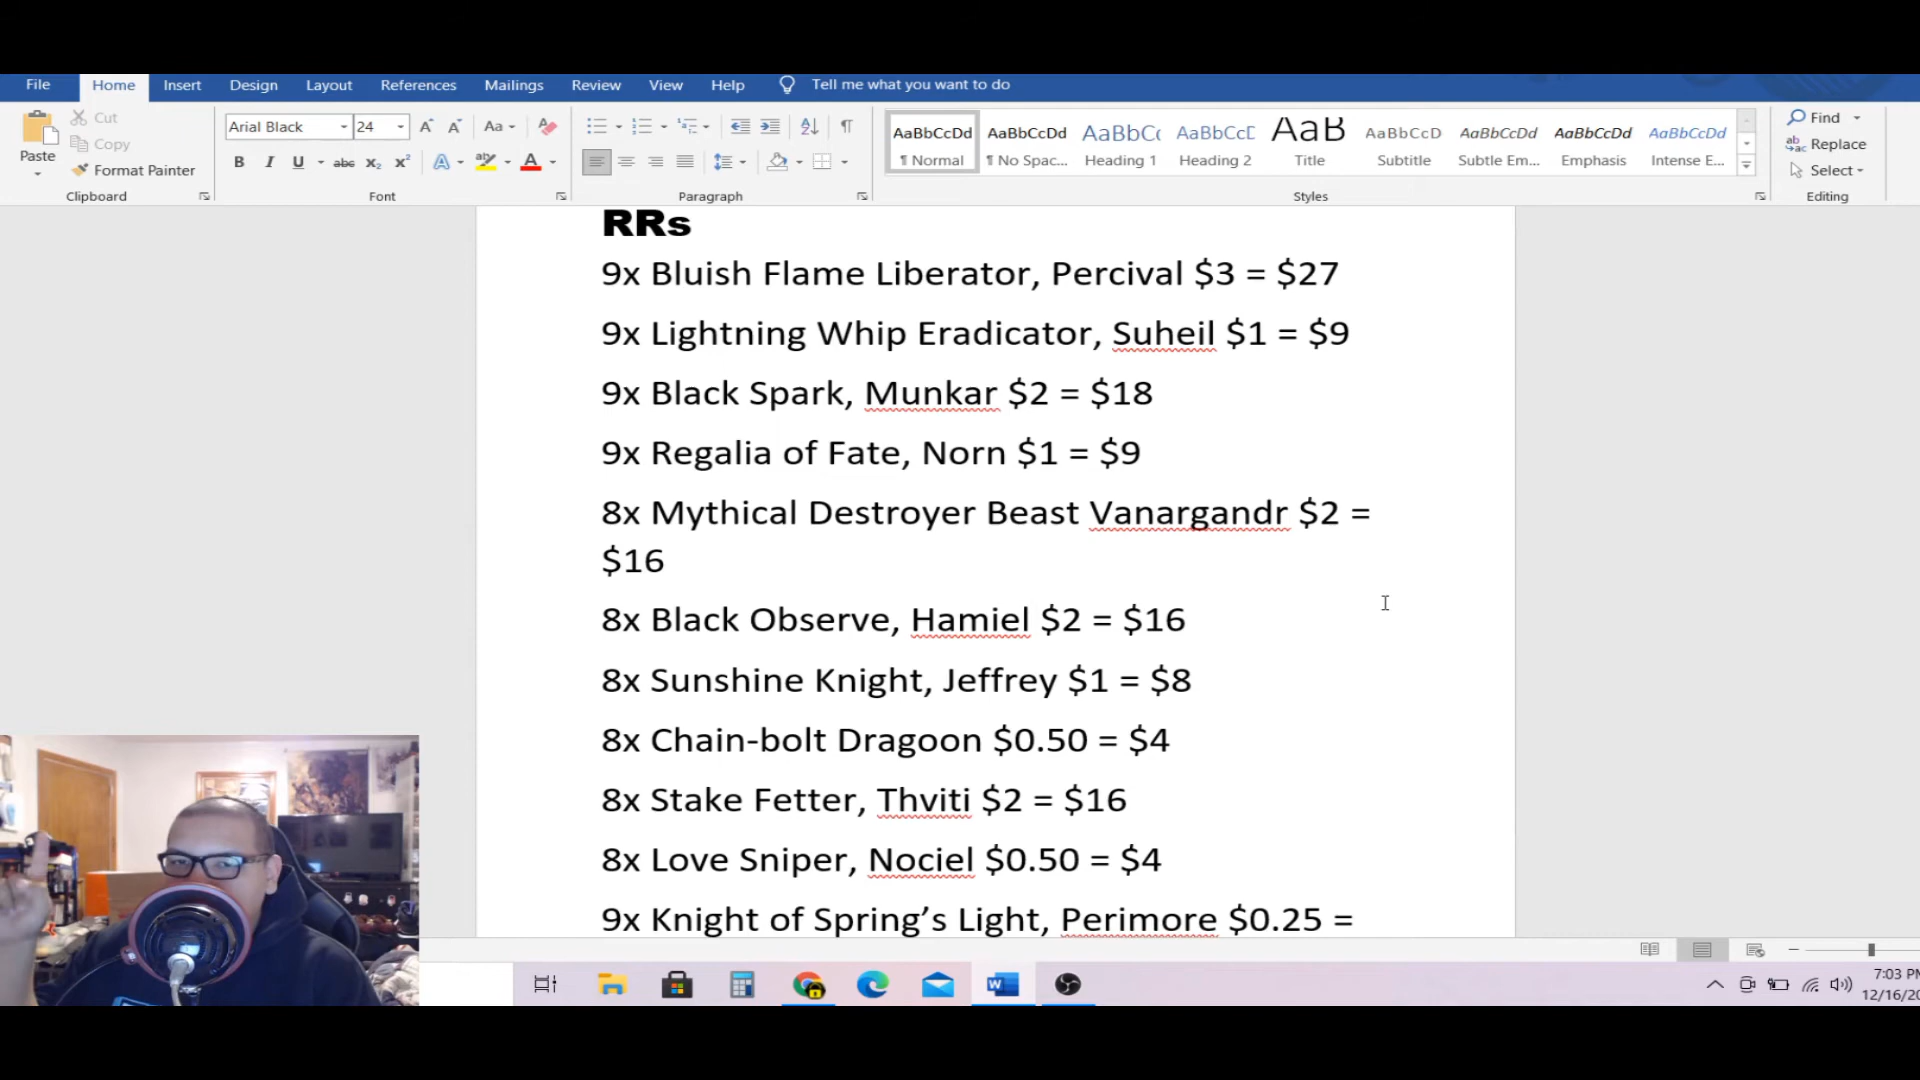 File Home Insert Design Layout References Mailings Review View Help Tell me what you want to do
Paste
Cut
Copy
Format Painter
Clipboard
Arial Black 24
Font
Paragraph
AaBbCcDd AaBbCcDd AaBbCc AaBbCcD AaB AaBbCcD AaBbCcDd AaBbCcDd AaBbCcDd
¶ Normal ¶ No Spac... Heading 1 Heading 2 Title Subtitle Subtle Em... Emphasis Intense E...
Styles
Find
Replace
Select
Editing
RRs
9x Bluish Flame Liberator, Percival $3 = $27
9x Lightning Whip Eradicator, Suheil $1 = $9
9x Black Spark, Munkar $2 = $18
9x Regalia of Fate, Norn $1 = $9
8x Mythical Destroyer Beast Vanargandr $2 =
$16
8x Black Observe, Hamiel $2 = $16
8x Sunshine Knight, Jeffrey $1 = $8
8x Chain-bolt Dragoon $0.50 = $4
8x Stake Fetter, Thviti $2 = $16
8x Love Sniper, Nociel $0.50 = $4
9x Knight of Spring’s Light, Perimore $0.25 =
7:03 PM
12/16/20